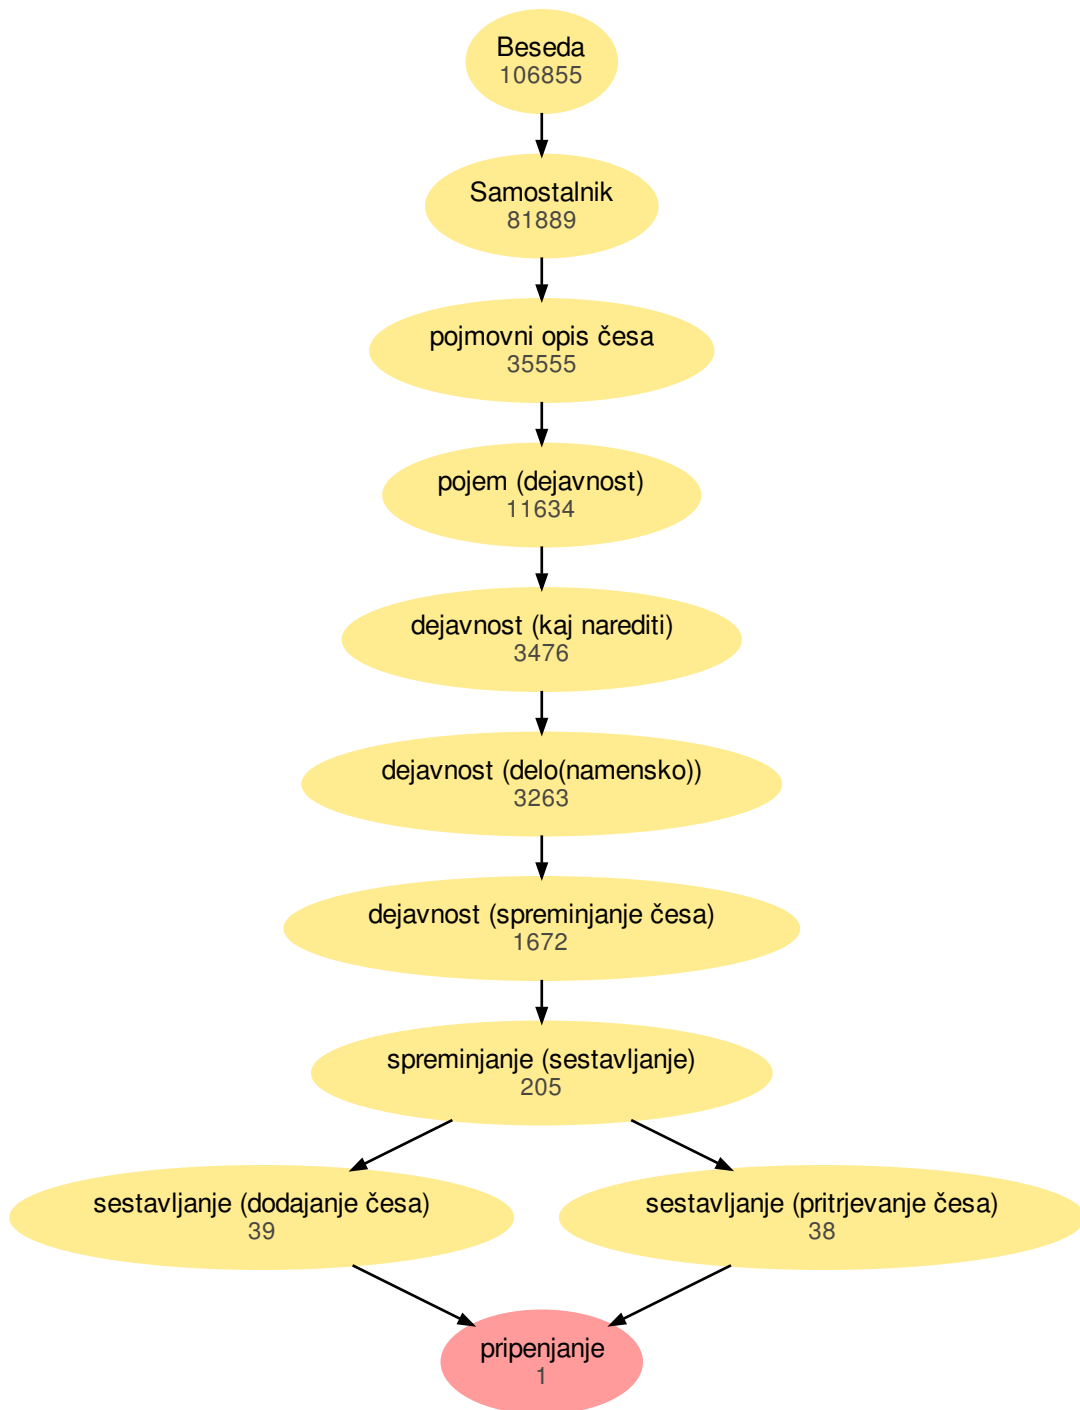 Beseda
106855
Samostalnik
81889
pojmovni opis česa
35555
pojem (dejavnost)
11634
dejavnost (kaj narediti)
3476
dejavnost (delo(namensko))
3263
dejavnost (spreminjanje česa)
1672
spreminjanje (sestavljanje)
205
sestavljanje (dodajanje česa)
39
sestavljanje (pritrjevanje česa)
38
pripenjanje
1